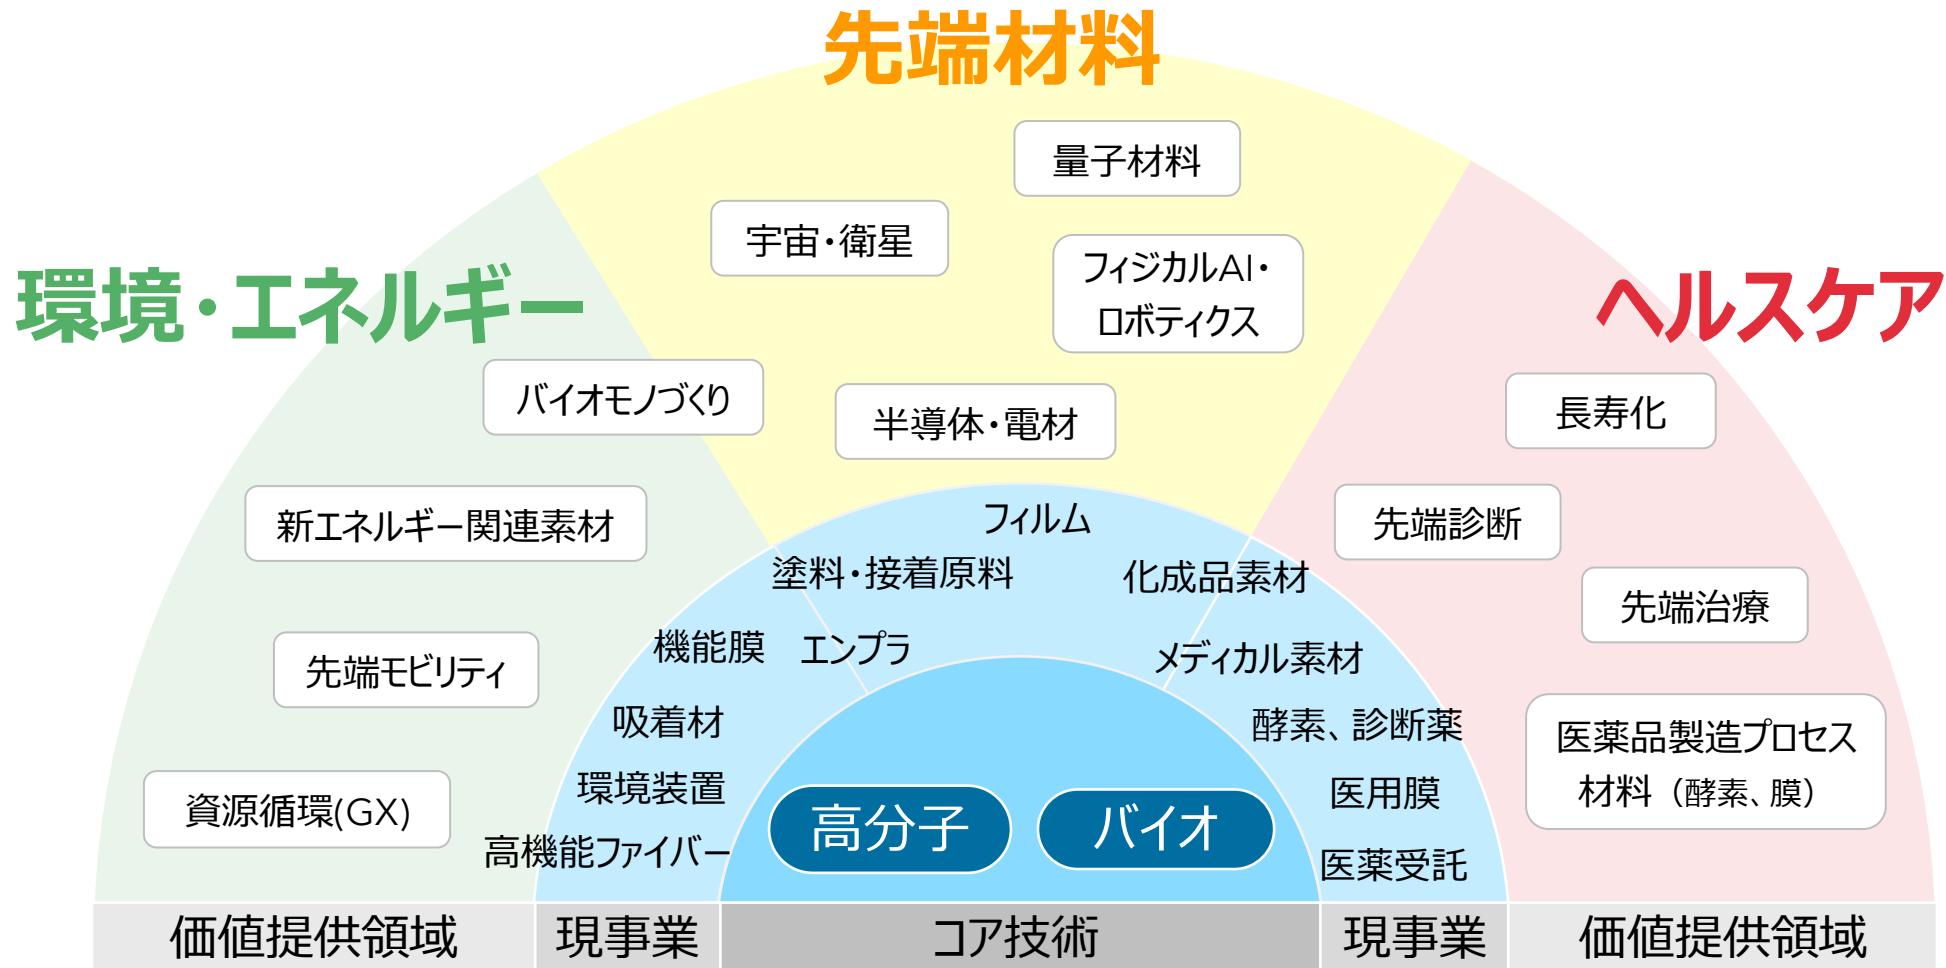 先端材料
環境・エネルギー
ヘルスケア
量子材料
宇宙・衛星
フィジカルAI・
ロボティクス
半導体・電材
バイオモノづくり
新エネルギー関連素材
先端モビリティ
資源循環(GX)
長寿化
先端診断
先端治療
医薬品製造プロセス
材料（酵素、膜）
フィルム
塗料・接着原料
化成品素材
機能膜
エンプラ
メディカル素材
吸着材
酵素、診断薬
環境装置
医用膜
高機能ファイバー
医薬受託
高分子
バイオ
価値提供領域
現事業
コア技術
現事業
価値提供領域